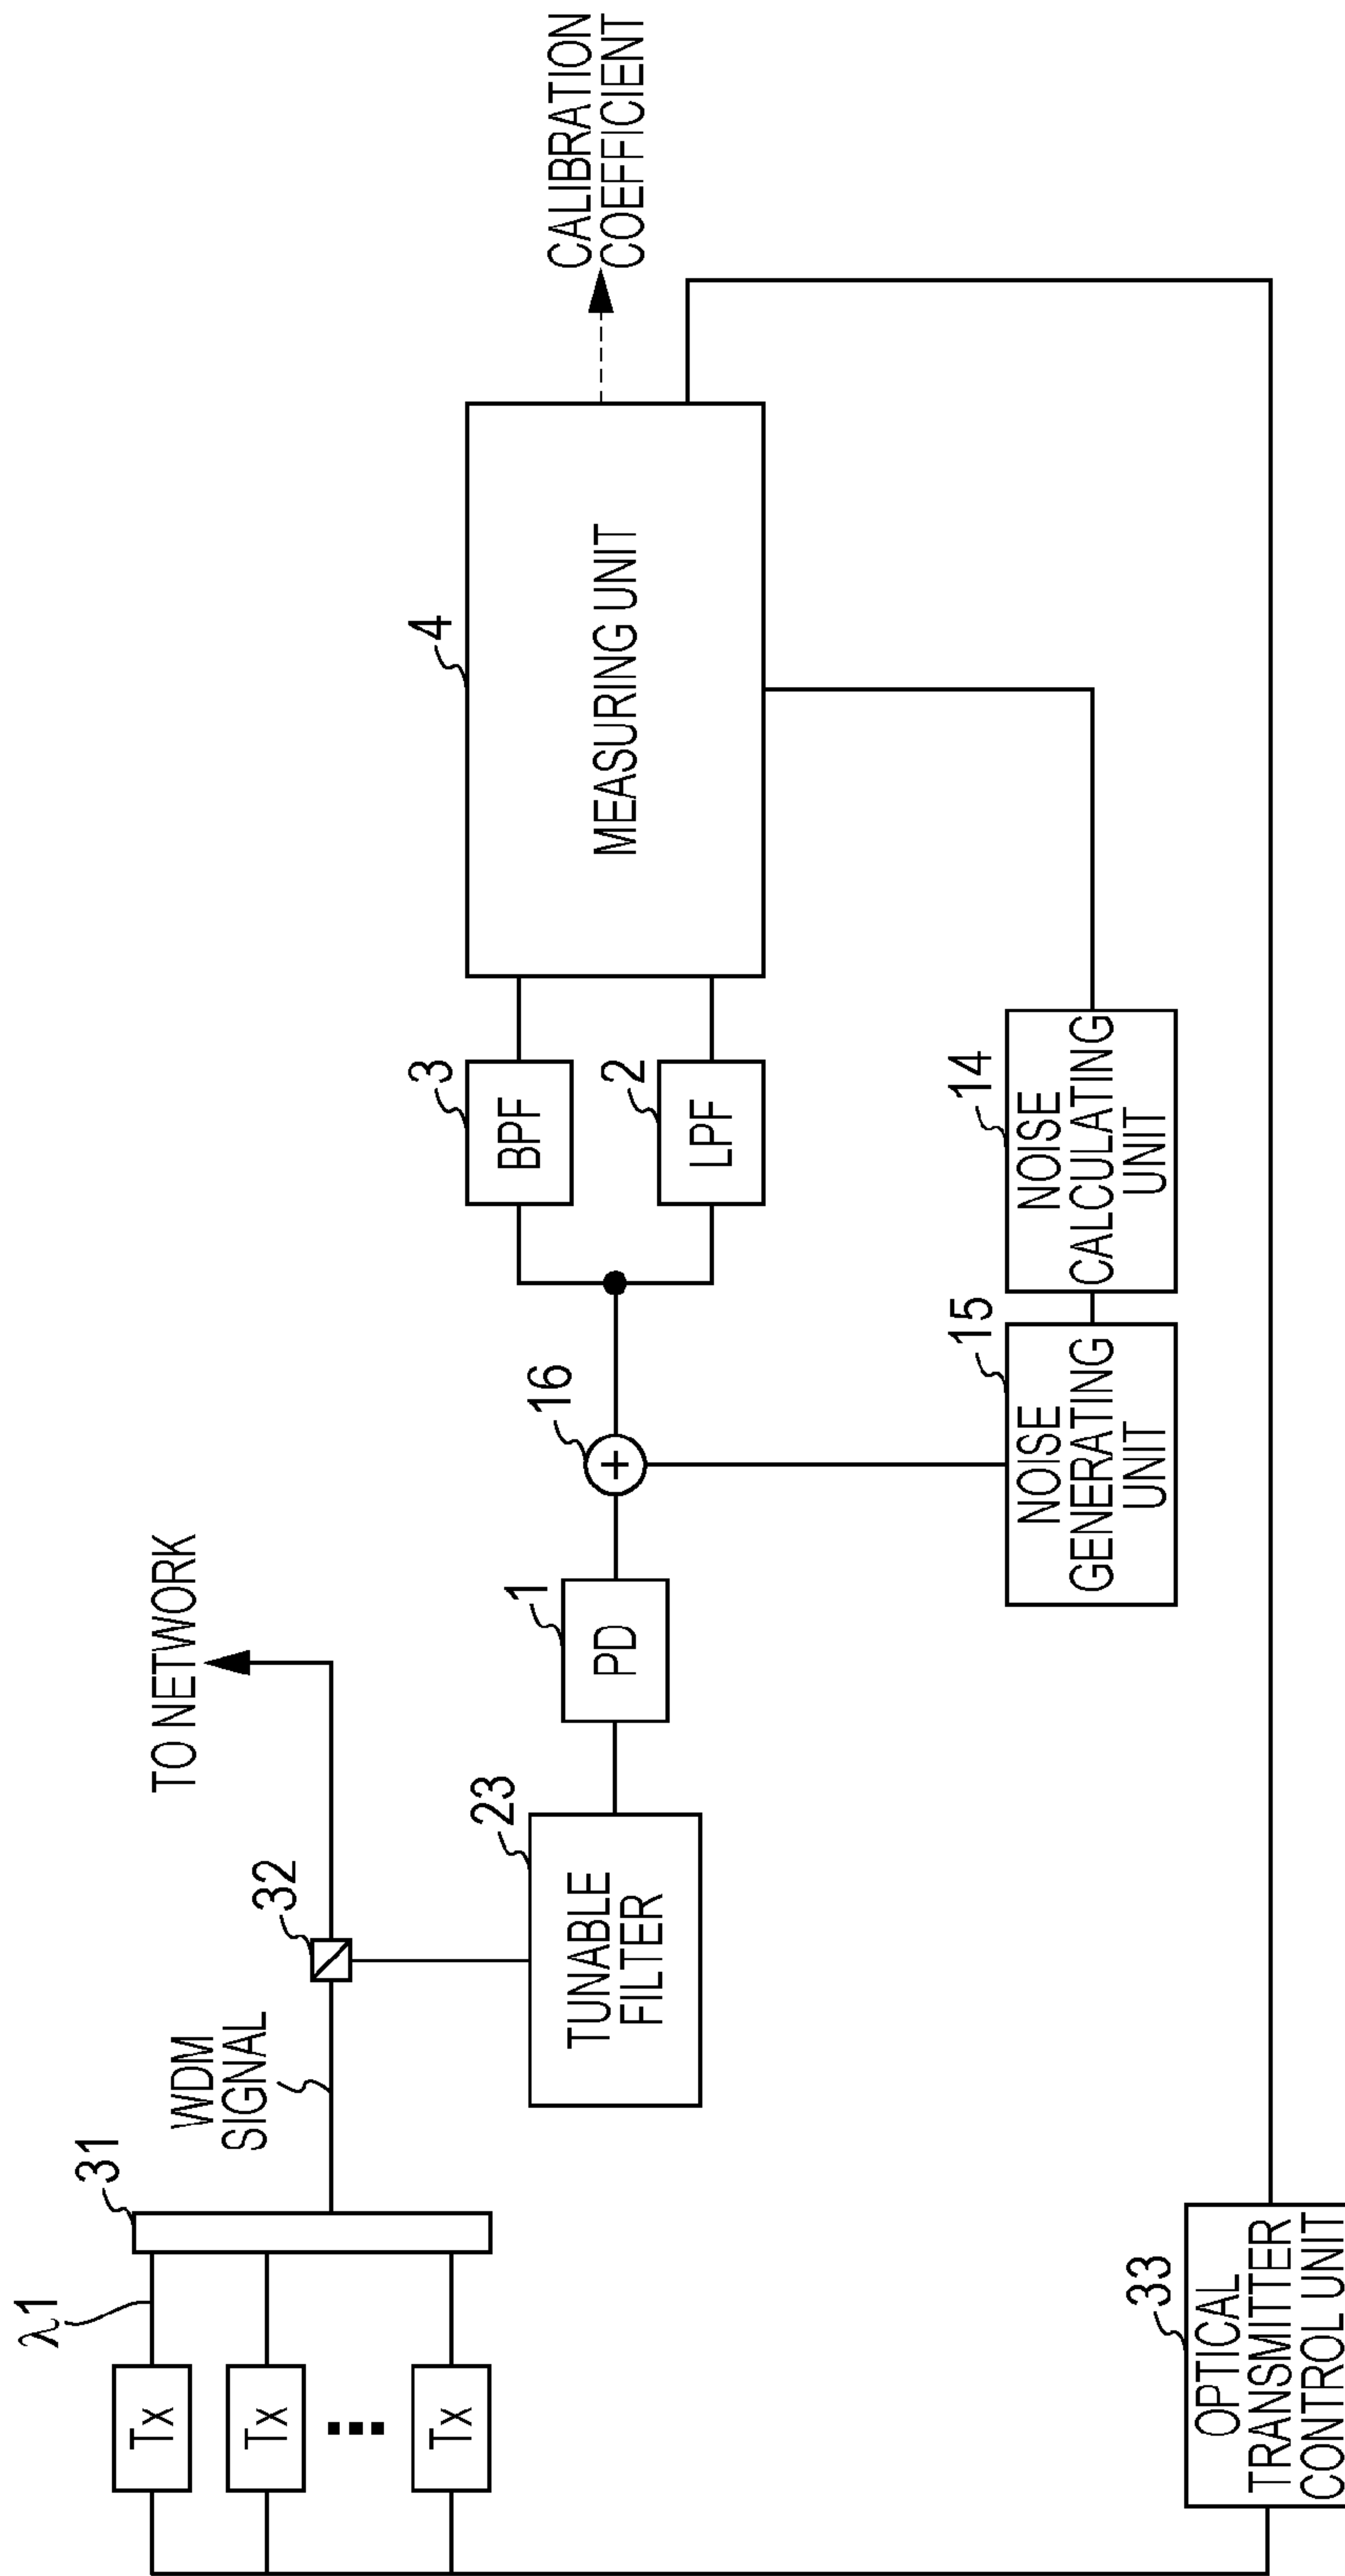 λ1
Tx
Tx
Tx
31
WDM
SIGNAL
32
TO NETWORK
23
TUNABLE
FILTER
1
PD
16
3
BPF
2
LPF
4
MEASURING UNIT
CALIBRATION
COEFFICIENT
15
NOISE
GENERATING
UNIT
14
NOISE
CALCULATING
UNIT
33
OPTICAL
TRANSMITTER
CONTROL UNIT